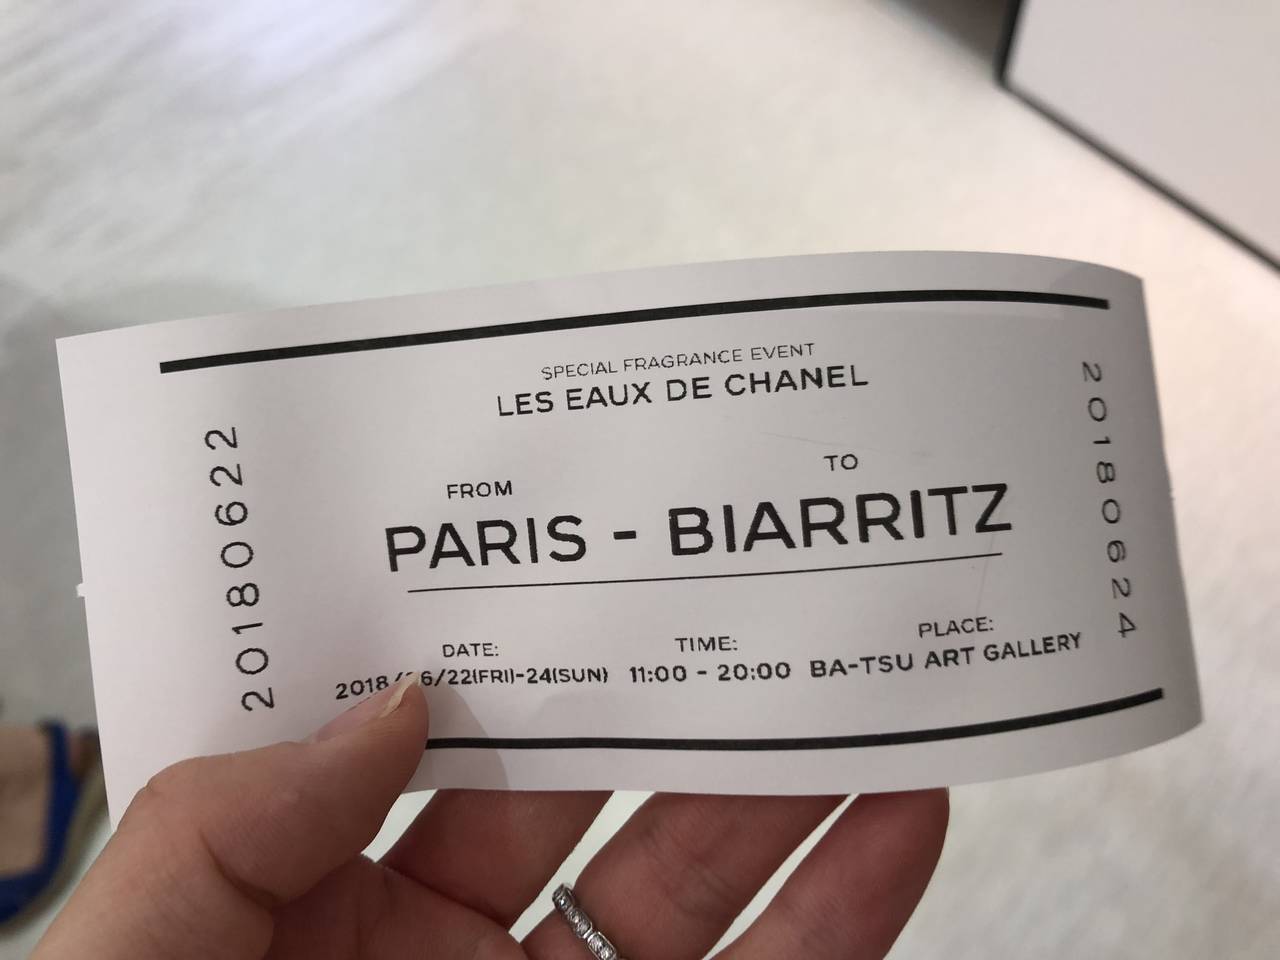 SPECIAL FRAGRANCE EVENT
LES EAUX DE CHANEL
20180622
20180624
FROM
TO
PARIS - BIARRITZ
DATE:
TIME:
PLACE:
2018/06/22(FRI)-24(SUN)
11:00 - 20:00
BA-TSU ART GALLERY